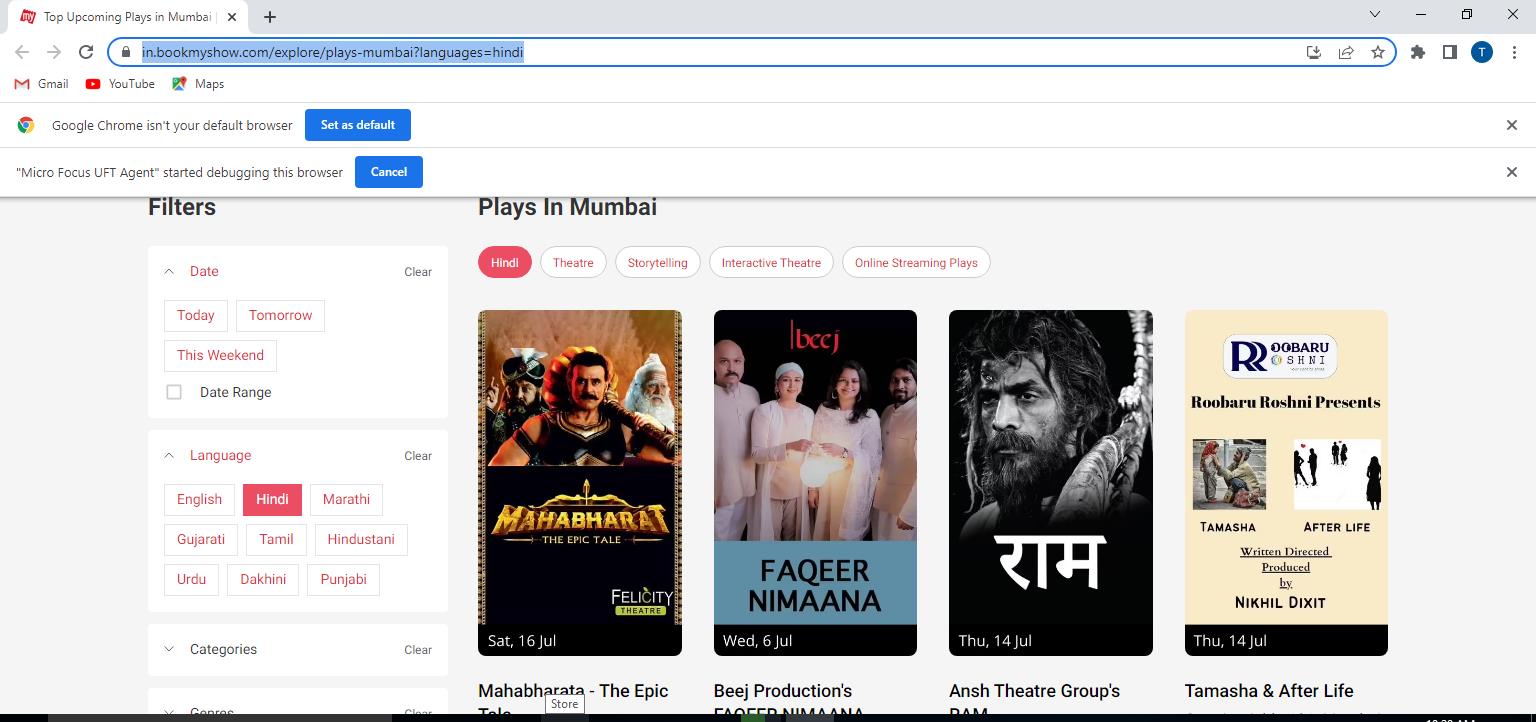 Top Upcoming Plays in Mumbai |
in.bookmyshow.com/explore/plays-mumbai?languages=hindi
T
Gmail
YouTube
Maps
Google Chrome isn't your default browser
Set as default
"Micro Focus UFT Agent" started debugging this browser
Cancel
Filters
Date
Clear
Today
Tomorrow
This Weekend
Date Range
Language
Clear
English
Hindi
Marathi
Gujarati
Tamil
Hindustani
Urdu
Dakhini
Punjabi
Categories
Clear
Genres
Clear
Plays In Mumbai
Hindi
Theatre
Storytelling
Interactive Theatre
Online Streaming Plays
MAHABHARAT
THE EPIC TALE
FELICITY
THEATRE
Sat, 16 Jul
Mahabharata - The Epic
Tale
Store
beej
FAQEER
NIMAANA
Wed, 6 Jul
Beej Production's
FAQEER NIMAANA
राम
Thu, 14 Jul
Ansh Theatre Group's
RAM
RR OOBARU
OSHNI
Roobaru Roshni Presents
TAMASHA
AFTER LIFE
Written Directed
Produced
by
NIKHIL DIXIT
Thu, 14 Jul
Tamasha & After Life